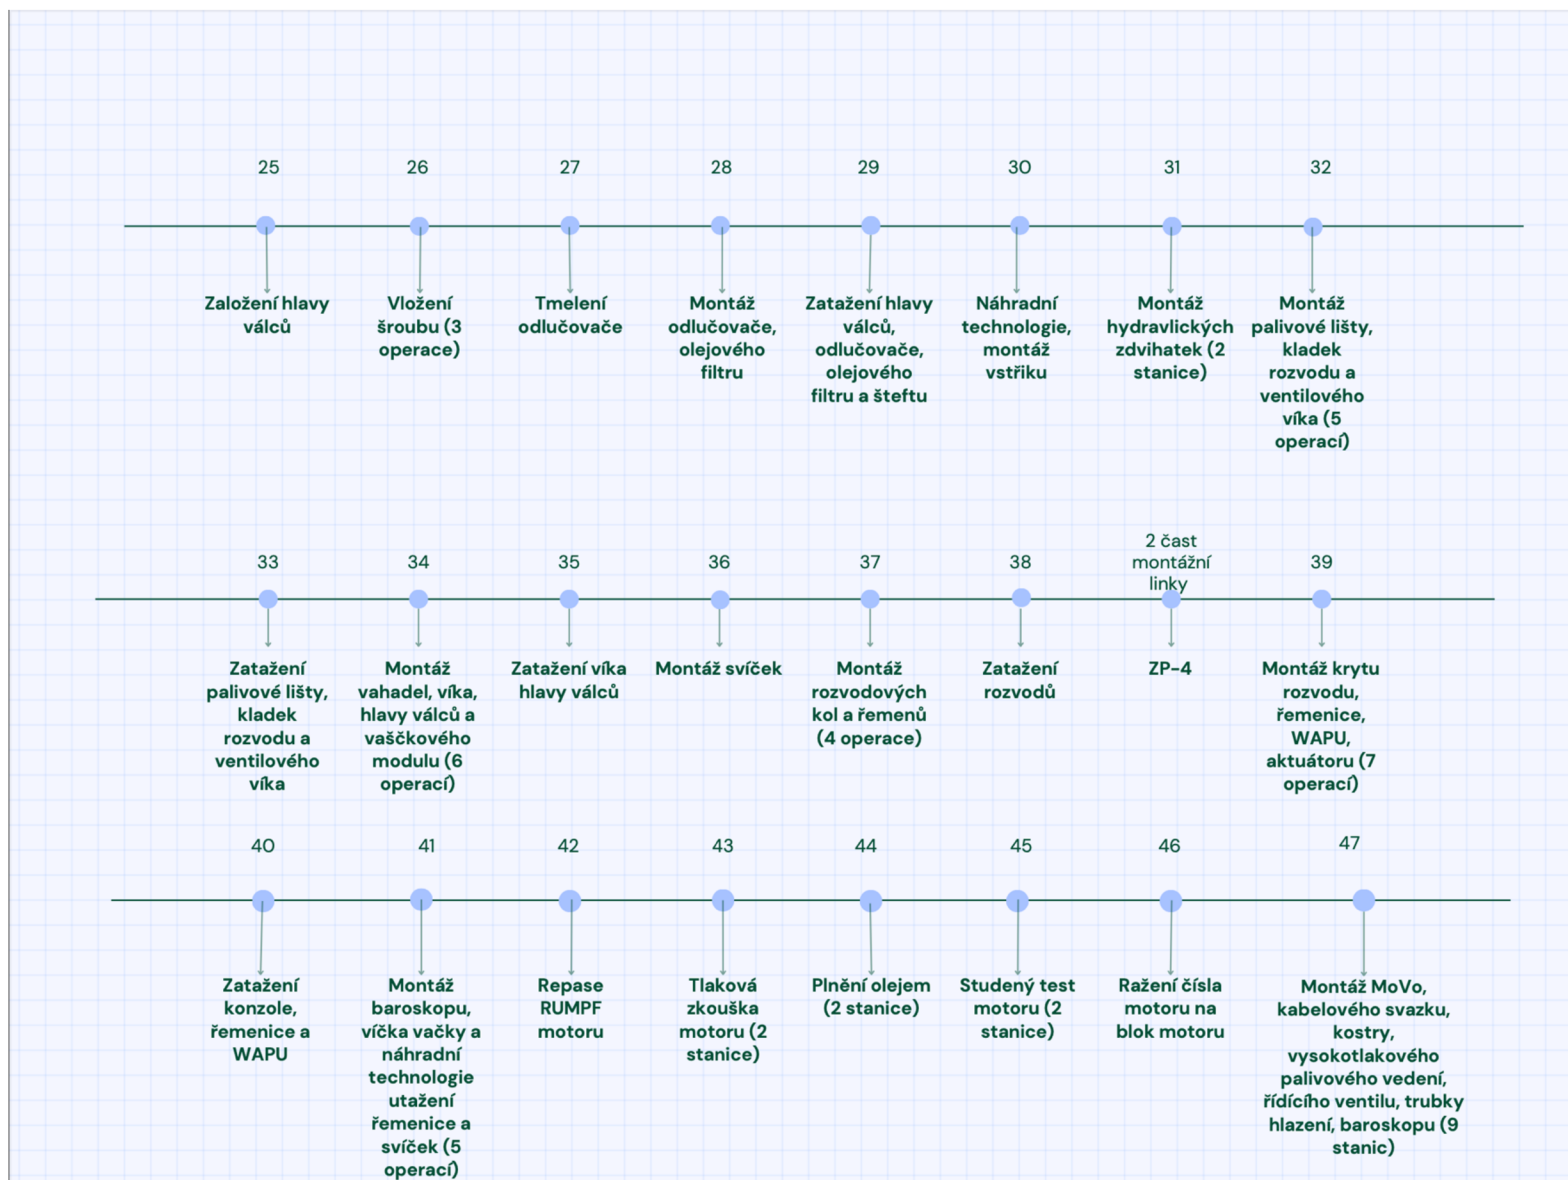 25
26
27
28
29
30
31
32
Založení hlavy
válců
Vložení
šroubu (3
operace)
Tmelení
odlučovače
Montáž
odlučovače,
olejového
filtru
Zatažení hlavy
válců,
odlučovače,
olejového
filtru a šteftu
Náhradní
technologie,
montáž
vstřiku
Montáž
hydravlických
zdvihatek (2
stanice)
Montáž
palivové lišty,
kladek
rozvodu a
ventilového
víka (5
operací)
33
34
35
36
37
38
2 čast
montážní
linky
39
Zatažení
palivové lišty,
kladek
rozvodu a
ventilového
víka
Montáž
vahadel, víka,
hlavy válců a
vaščkového
modulu (6
operací)
Zatažení víka
hlavy válců
Montáž svíček
Montáž
rozvodových
kol a řemenů
(4 operace)
Zatažení
rozvodů
ZP-4
Montáž krytu
rozvodu,
řemenice,
WAPU,
aktuátoru (7
operací)
40
41
42
43
44
45
46
47
Zatažení
konzole,
řemenice a
WAPU
Montáž
baroskopu,
víčka vačky a
náhradní
technologie
utažení
řemenice a
svíček (5
operací)
Repase
RUMPF
motoru
Tlaková
zkouška
motoru (2
stanice)
Plnění olejem
(2 stanice)
Studený test
motoru (2
stanice)
Ražení čísla
motoru na
blok motoru
Montáž MoVo,
kabelového svazku,
kostry,
vysokotlakového
palivového vedení,
řídícího ventilu, trubky
hlazení, baroskopu (9
stanic)